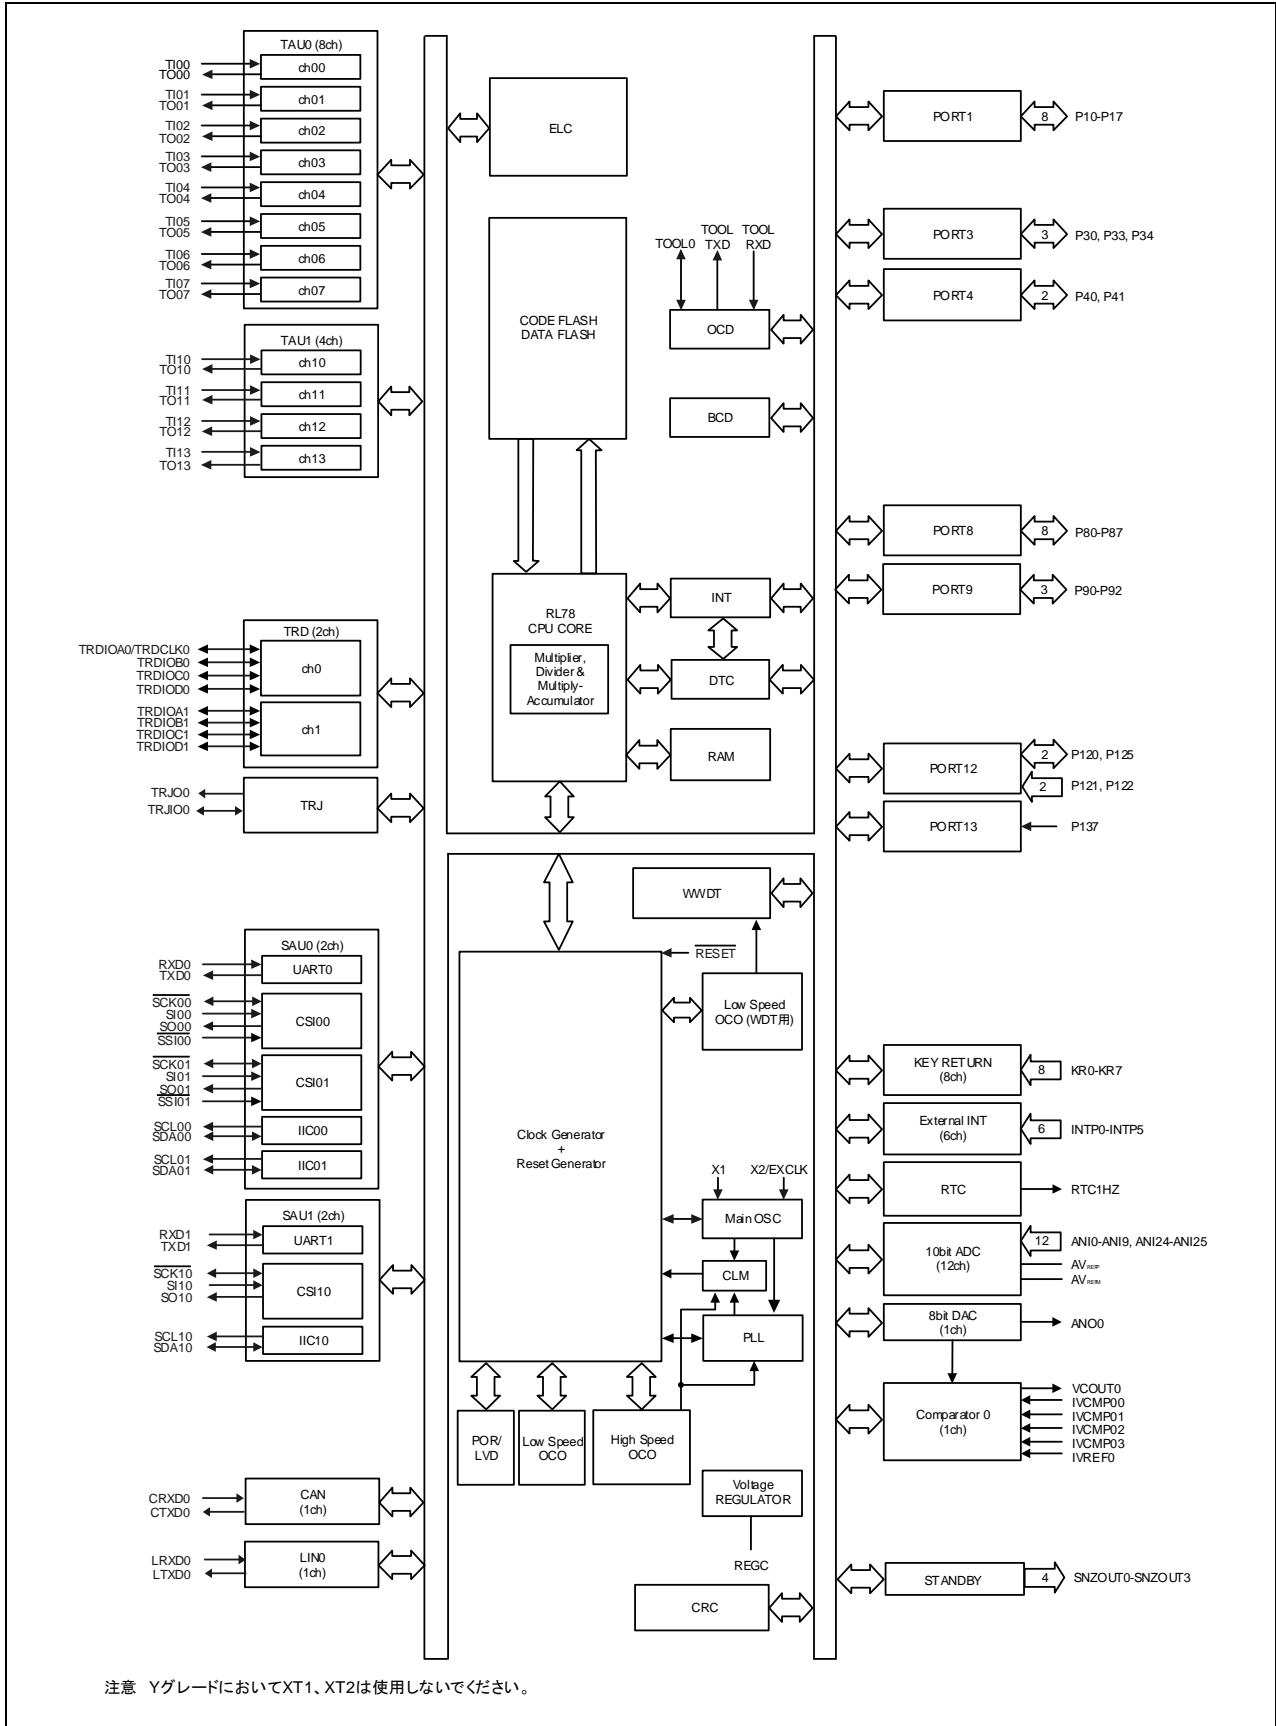 TAU0 (8ch)
TI00
TO00
ch00
TI01
TO01
ch01
TI02
TO02
ch02
TI03
TO03
ch03
TI04
TO04
ch04
TI05
TO05
ch05
TI06
TO06
ch06
TI07
TO07
ch07
TAU1 (4ch)
TI10
TO10
ch10
TI11
TO11
ch11
TI12
TO12
ch12
TI13
TO13
ch13
TRD (2ch)
TRDIOA0/TRDCLK0
TRDIOB0
TRDIOC0
TRDIOD0
ch0
TRDIOA1
TRDIOB1
TRDIOC1
TRDIOD1
ch1
TRJO0
TRJIO0
TRJ
SAU0 (2ch)
RXD0
TXD0
UART0
SCK00
SI00
SO00
SSI00
CSI00
SCK01
SI01
SO01
SSI01
CSI01
SCL00
SDA00
IIC00
SCL01
SDA01
IIC01
SAU1 (2ch)
RXD1
TXD1
UART1
SCK10
SI10
SO10
CSI10
SCL10
SDA10
IIC10
CRXD0
CTXD0
CAN
(1ch)
LRXD0
LTXD0
LIN0
(1ch)
ELC
CODE FLASH
DATA FLASH
TOOL0
TOOL
TXD
TOOL
RXD
OCD
BCD
RL78
CPU CORE
Multiplier,
Divider &
Multiply-
Accumulator
INT
DTC
RAM
WWDT
RESET
Low Speed
OCO (WDT用)
Clock Generator
+
Reset Generator
X1
X2/EXCLK
Main OSC
CLM
PLL
POR/
LVD
Low Speed
OCO
High Speed
OCO
Voltage
REGULATOR
REGC
CRC
PORT1
8
P10-P17
PORT3
3
P30, P33, P34
PORT4
2
P40, P41
PORT8
8
P80-P87
PORT9
3
P90-P92
PORT12
2
P120, P125
2
P121, P122
PORT13
P137
KEY RETURN
(8ch)
8
KR0-KR7
External INT
(6ch)
6
INTP0-INTP5
RTC
RTC1HZ
10bit ADC
(12ch)
12
ANI0-ANI9, ANI24-ANI25
AVREFP
AVREFM
8bit DAC
(1ch)
ANO0
Comparator 0
(1ch)
VCOUT0
IVCMP00
IVCMP01
IVCMP02
IVCMP03
IVREF0
STANDBY
4
SNZOUT0-SNZOUT3
注意 YグレードにおいてXT1、XT2は使用しないでください。